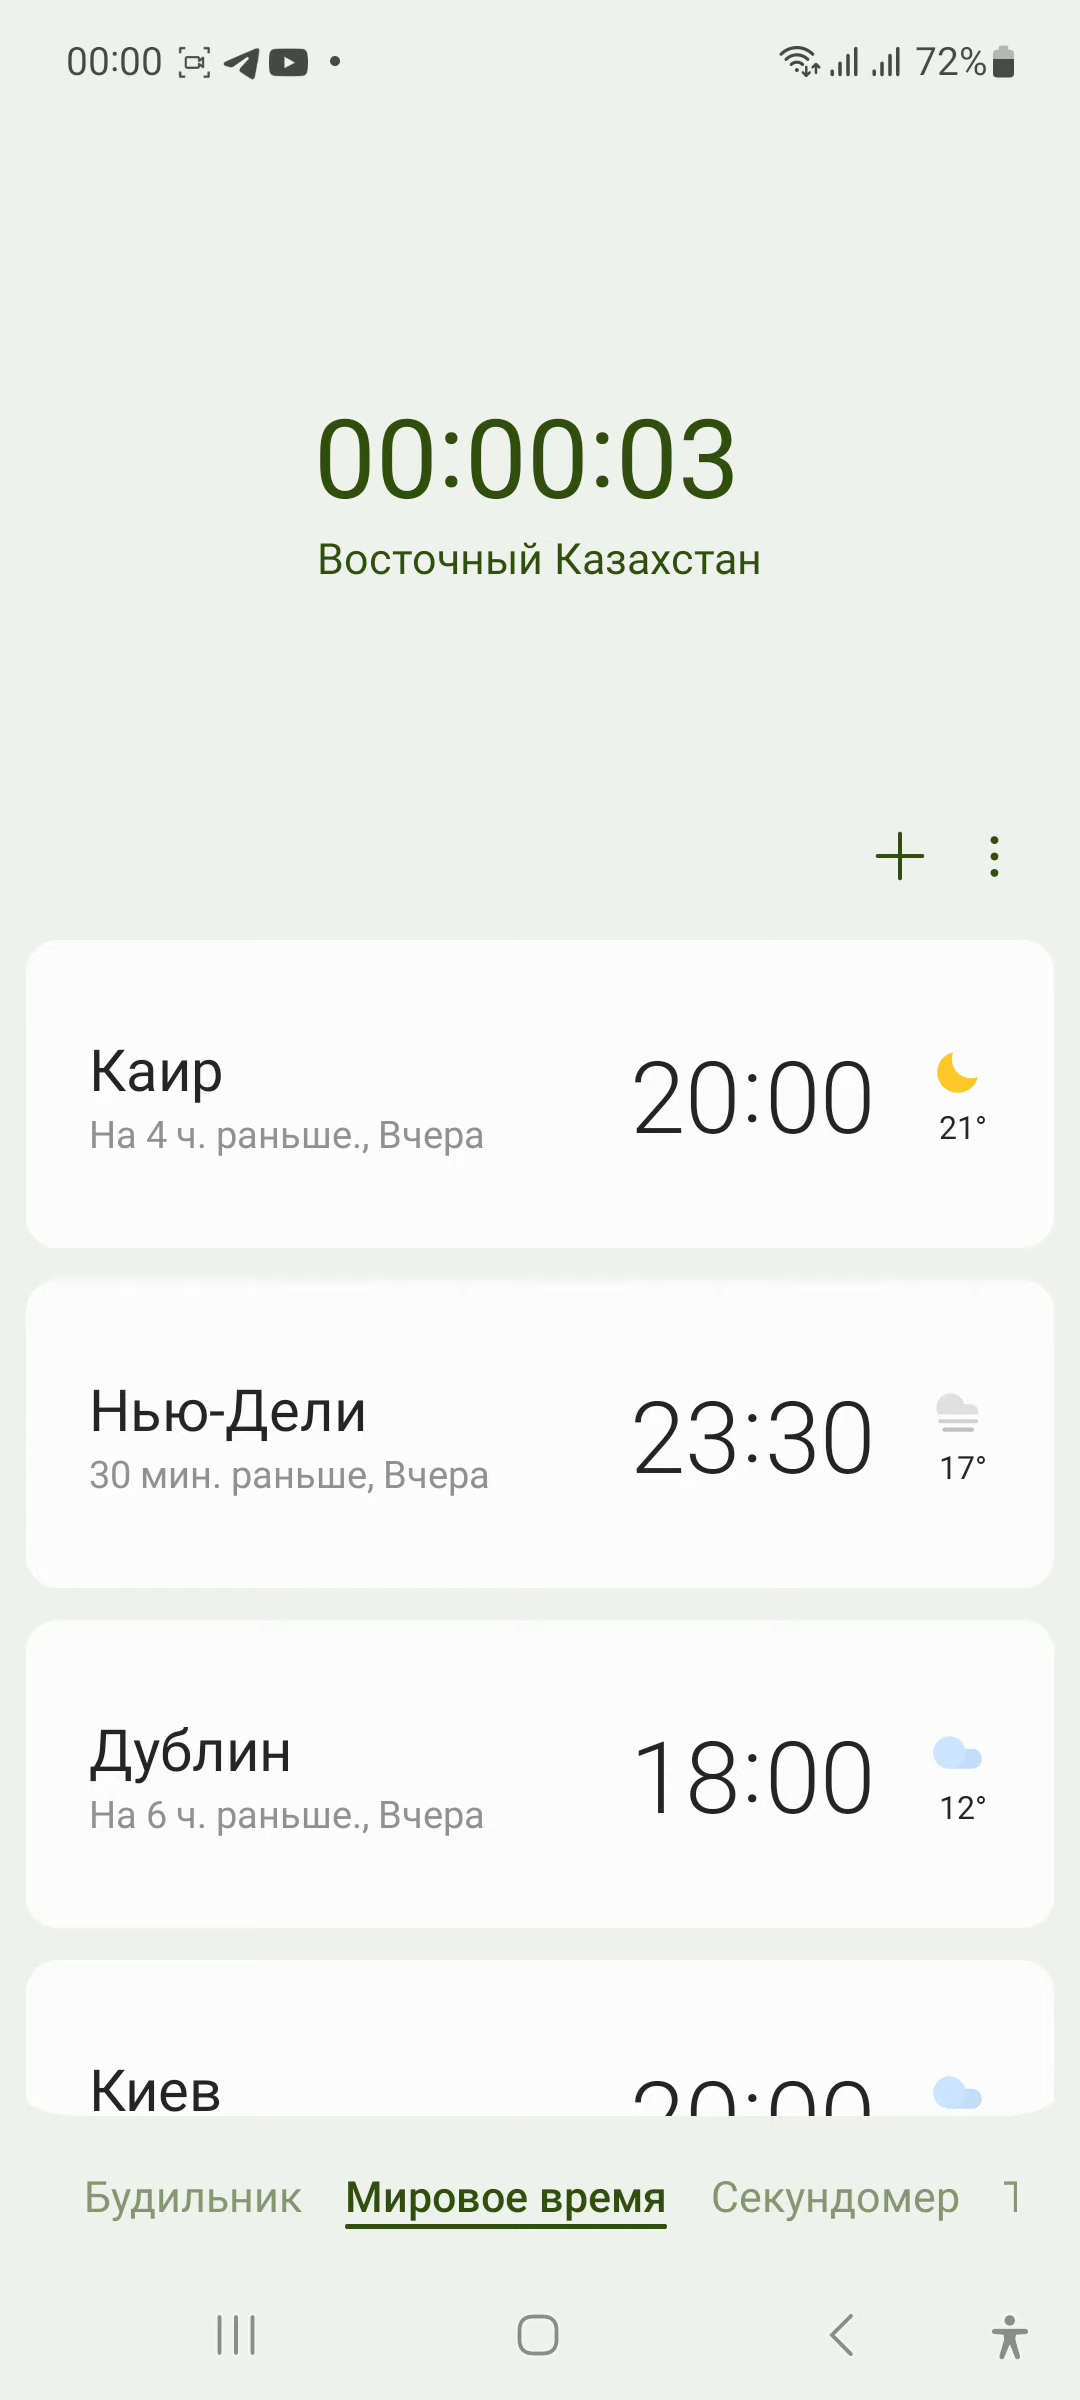 00:00 72%
00:00:03
Восточный Казахстан
Каир
20:00
На 4 ч. раньше., Вчера
21°
Нью-Дели
23:30
30 мин. раньше, Вчера
17°
Дублин
18:00
На 6 ч. раньше., Вчера
12°
Киев
20:00
Будильник Мировое время Секундомер